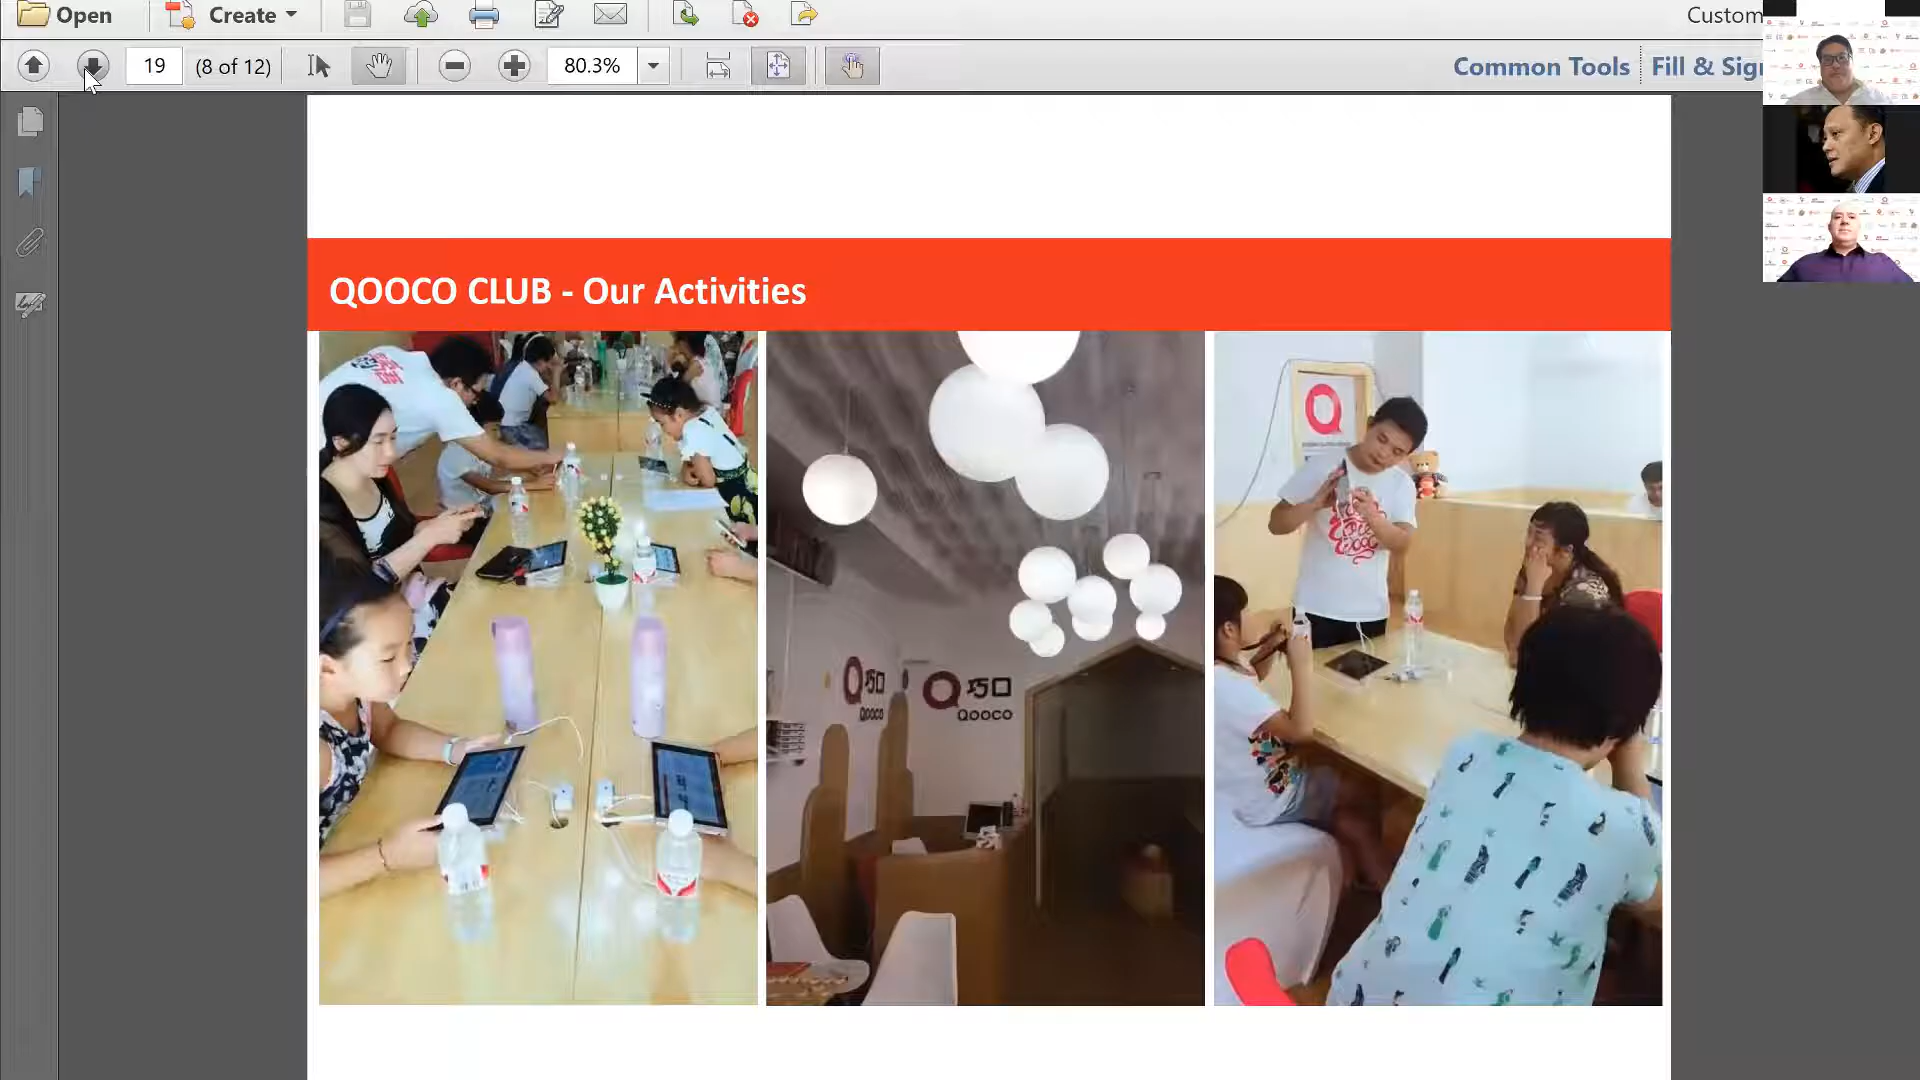 Open
Create
Custom
19
(8 of 12)
80.3%
Common Tools
Fill & Sig
QOOCO CLUB - Our Activities
巧口
Qooco
巧口
Qooco